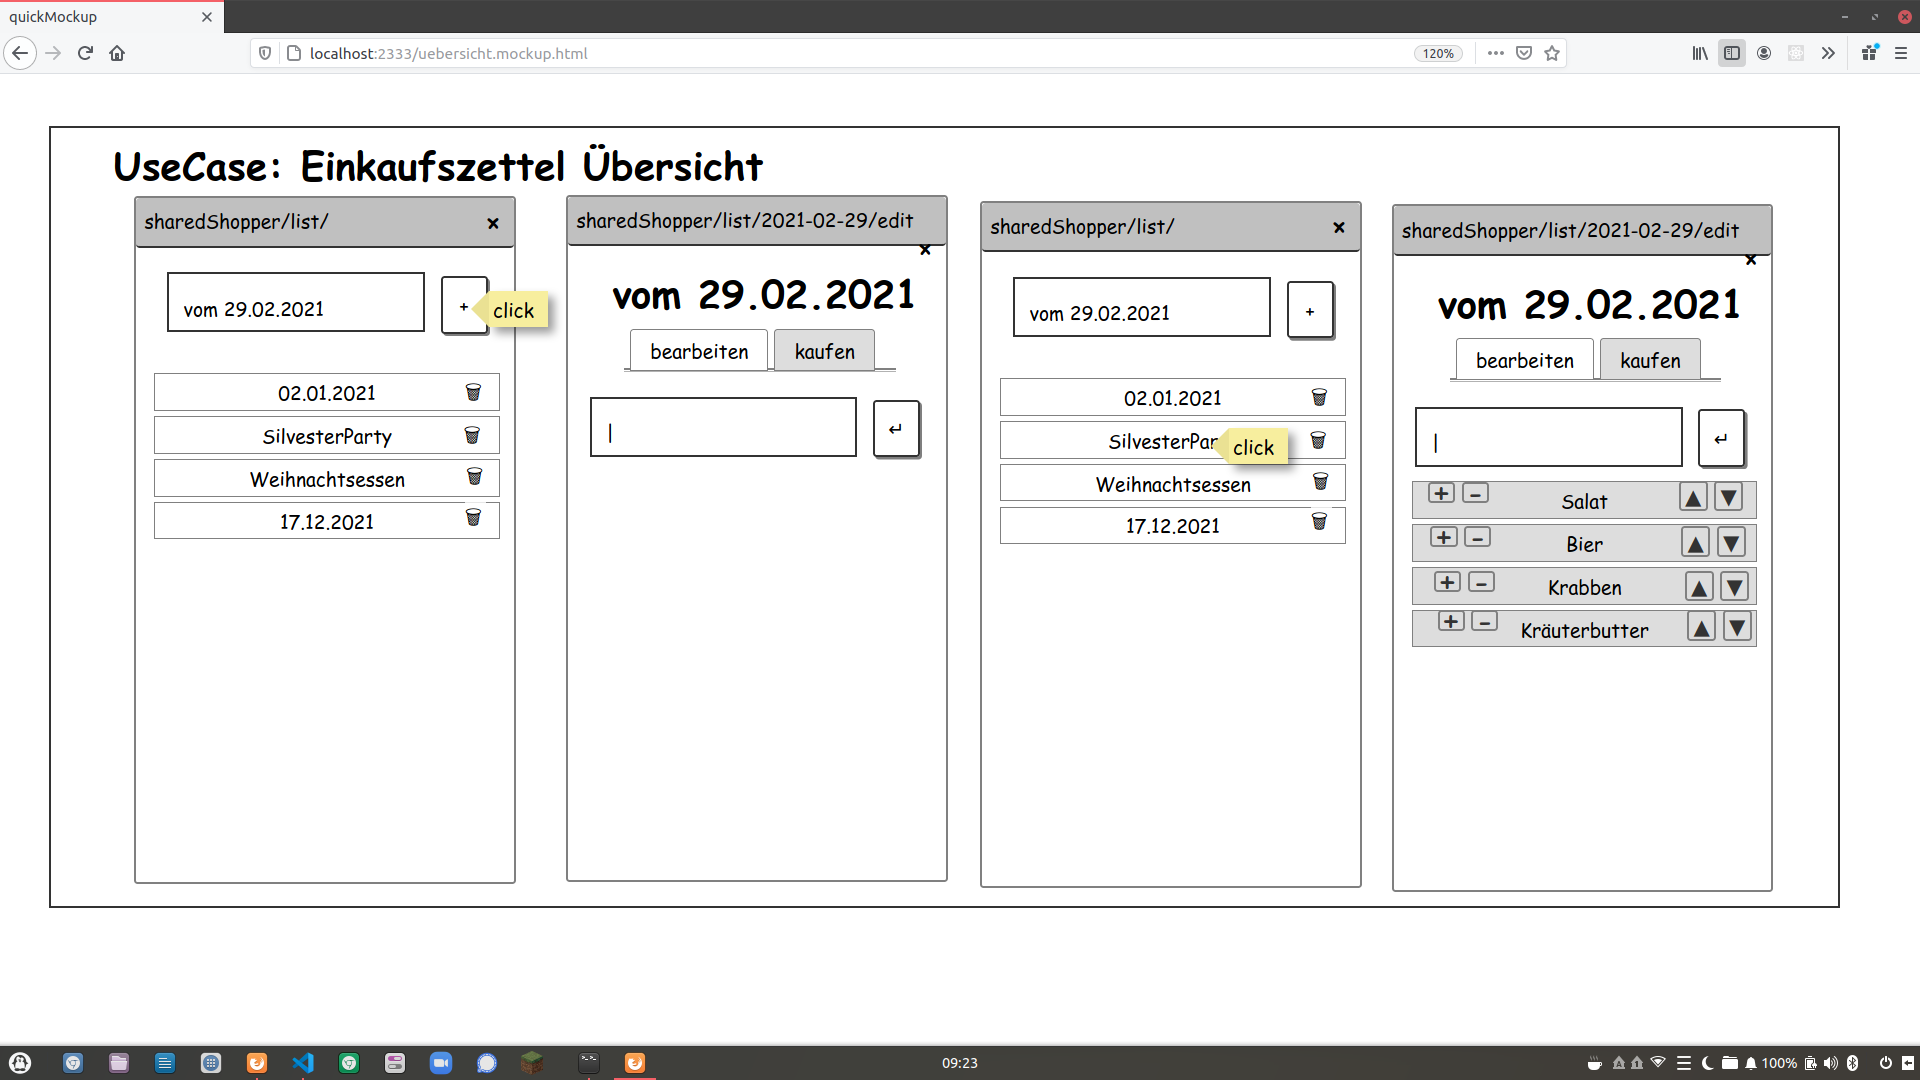 quickMockup
localhost:2333/uebersicht.mockup.html
120%
UseCase: Einkaufszettel Übersicht
sharedShopper/list/
vom 29.02.2021
+
click
02.01.2021
SilvesterParty
Weihnachtsessen
17.12.2021
sharedShopper/list/2021-02-29/edit
vom 29.02.2021
bearbeiten kaufen
sharedShopper/list/
vom 29.02.2021
+
02.01.2021
SilvesterPar
click
Weihnachtsessen
17.12.2021
sharedShopper/list/2021-02-29/edit
vom 29.02.2021
bearbeiten kaufen
+ - Salat
+ - Bier
+ - Krabben
+ - Kräuterbutter
09:23
100%